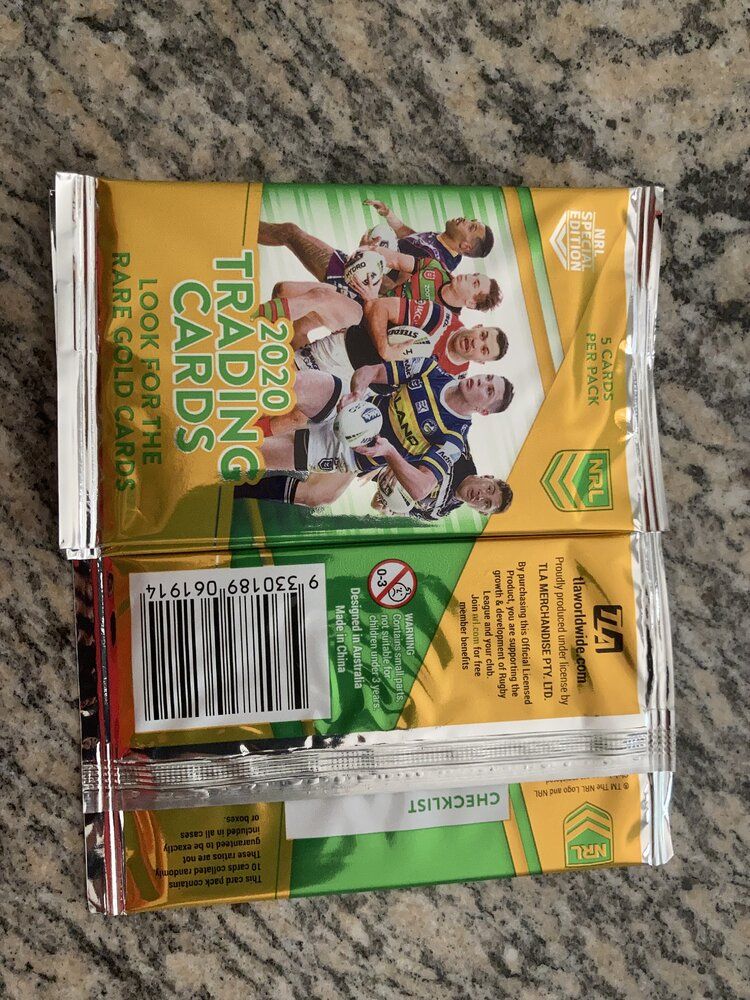 NRL
SPECIAL
EDITION
5 CARDS
PER PACK
NRL
2020
TRADING
CARDS
LOOK FOR THE
RARE GOLD CARDS
TLA
tlaworldwide.com
Proudly produced under license by
TLA MERCHANDISE PTY. LTD.
By purchasing this Official Licensed
Product, you are supporting the
growth & development of Rugby
League and your club.
Join nrl.com for free
member benefits
0-3
WARNING
Contains small parts,
not suitable for
children under 3 years.
Designed in Australia
Made in China
9 330189 061914
® TM The NRL Logo and NRL
NRL
CHECKLIST
This card pack contains
10 cards collated randomly.
These ratios are not
guaranteed to be exactly
included in all cases
or boxes.